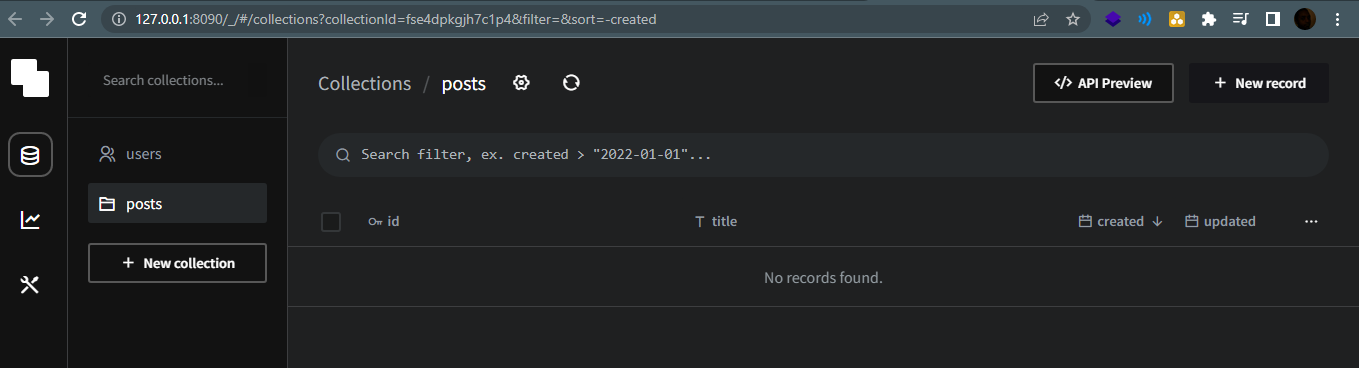 127.0.0.1:8090/_/#/collections?collectionId=fse4dpkgjh7c1p4&filter=&sort=-created
Search collections...
users
posts
New collection
Collections / posts
API Preview
New record
Search filter, ex. created > "2022-01-01"...
id title created updated
No records found.